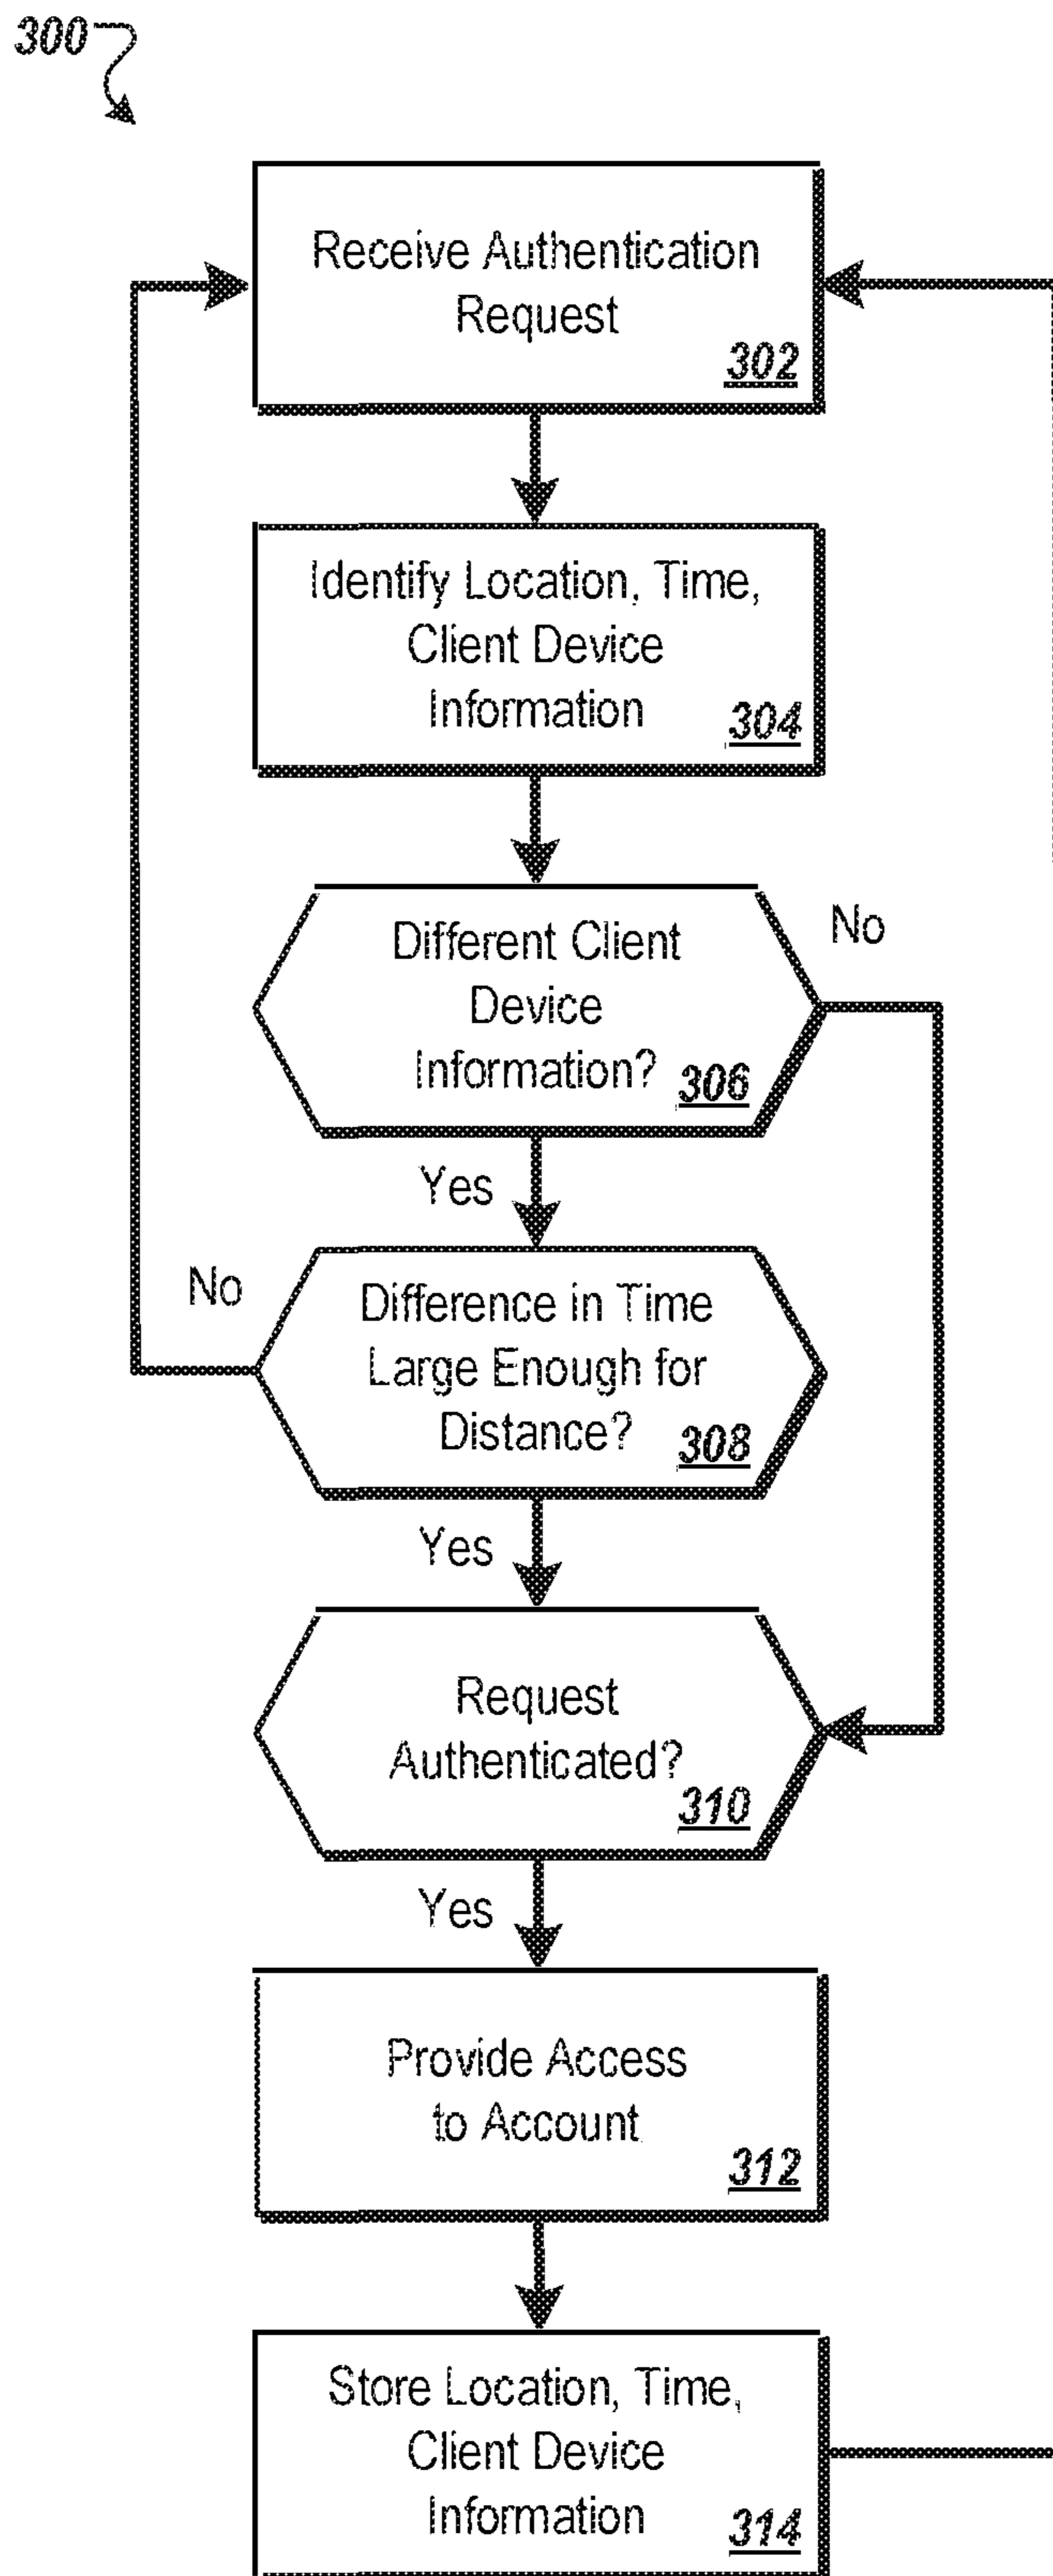 300
Receive Authentication
Request
302
Identify Location, Time,
Client Device
Information
304
Different Client
Device
Information?
306
No
Yes
Difference in Time
Large Enough for
Distance?
308
No
Yes
Request
Authenticated?
310
Yes
Provide Access
to Account
312
Store Location, Time,
Client Device
Information
314